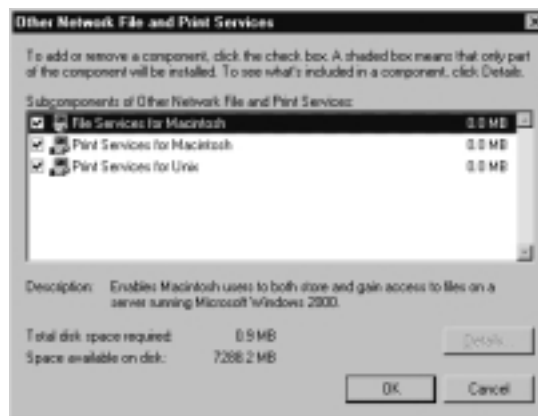 Other Network File and Print Services
To add or remove a component, click the check box. A shaded box means that only part
of the component will be installed. To see what's included in a component, click Details.
Subcomponents of Other Network File and Print Services:
File Services for Macintosh 0.0 MB
Print Services for Macintosh 0.0 MB
Print Services for Unix 0.0 MB
Description: Enables Macintosh users to both store and gain access to files on a
server running Microsoft Windows 2000.
Total disk space required: 0.9 MB
Space available on disk: 7288.2 MB
Details...
OK Cancel